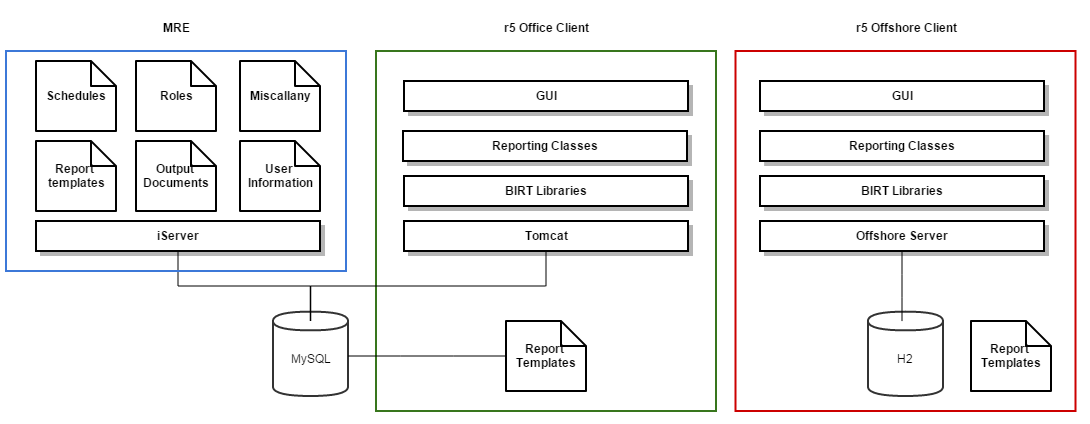 MRE
Schedules
Roles
Miscallany
Report
templates
Output
Documents
User
Information
iServer
MySQL
r5 Office Client
GUI
Reporting Classes
BIRT Libraries
Tomcat
Report
Templates
r5 Offshore Client
GUI
Reporting Classes
BIRT Libraries
Offshore Server
H2
Report
Templates